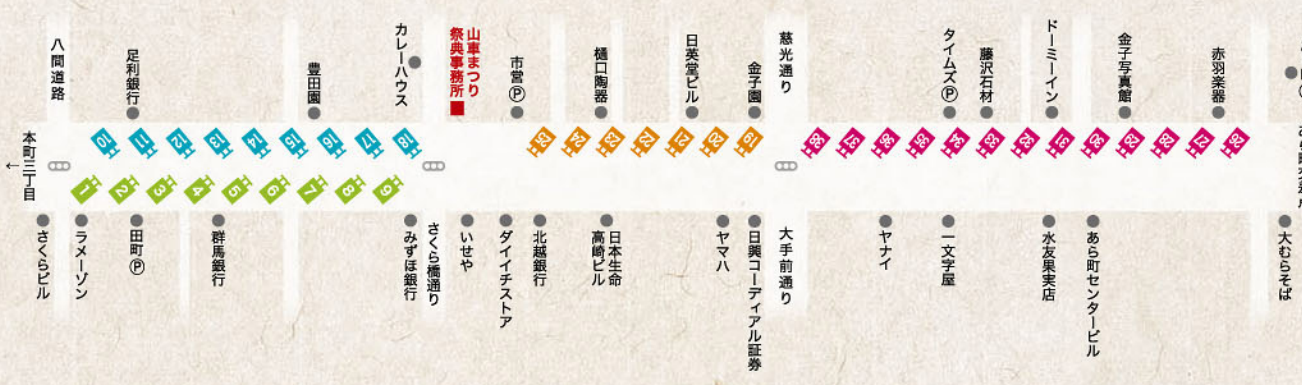 八間道路
足利銀行
豊田園
カレーハウス
山車まつり
祭典事務所
市営Ⓟ
樋口陶器
日英堂ビル
金子園
慈光通り
タイムズⓅ
藤沢石材
ドーミーイン
金子写真館
赤羽楽器
10
11
12
13
14
15
16
17
18
25
24
23
22
21
20
19
38
37
36
35
34
33
32
31
30
29
28
27
26
←本町三丁目
1
2
3
4
5
6
7
8
9
さくらビル
ラメーゾン
田町Ⓟ
群馬銀行
みずほ銀行
さくら橋通り
いせや
ダイイチストア
北越銀行
日本生命
高崎ビル
ヤマハ
日興コーディアル証券
大手前通り
ヤナイ
一文字屋
水友果実店
あら町センタービル
大むらそば